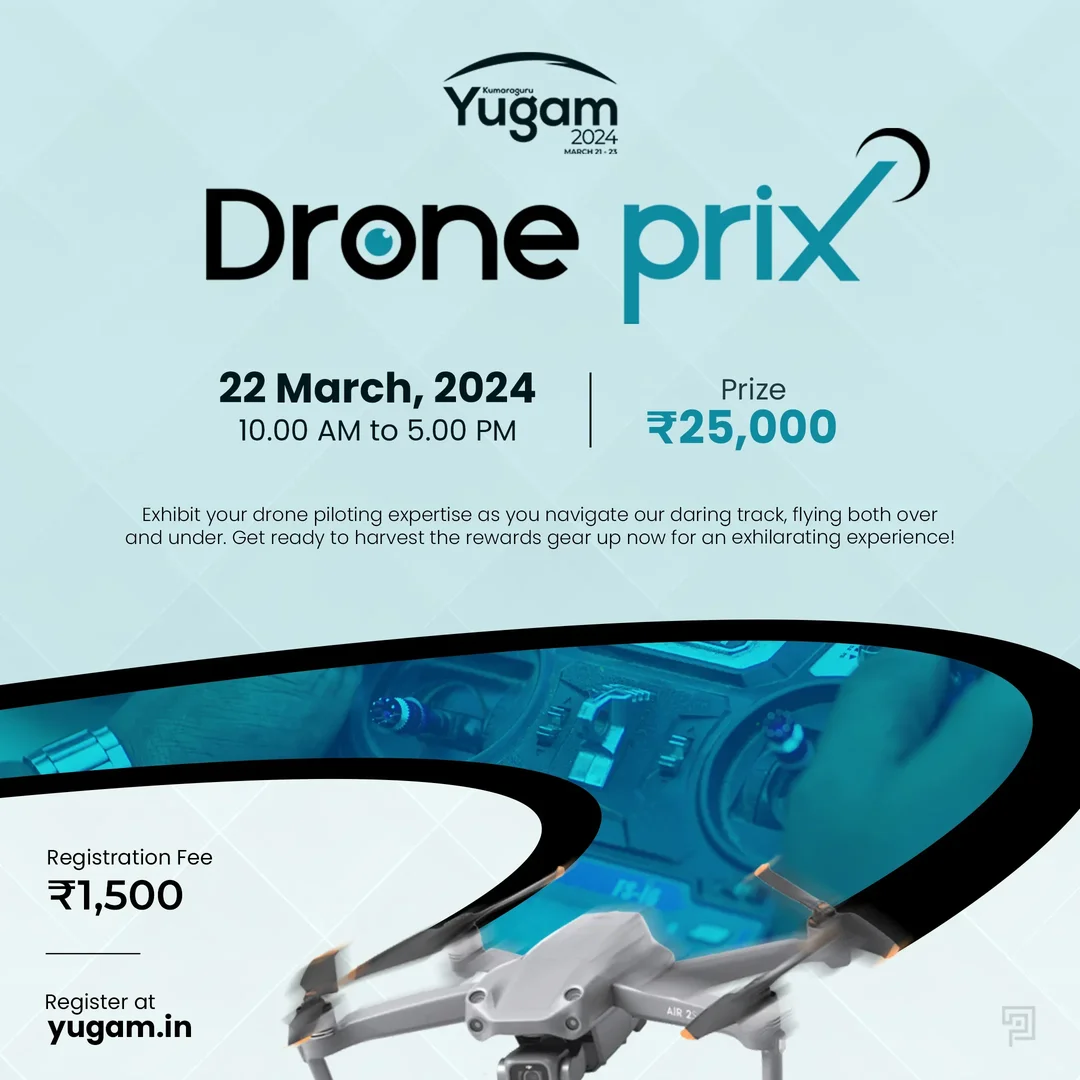 Kumaraguru
Yugam
2024
MARCH 21 - 23
Drone prix
22 March, 2024
10.00 AM to 5.00 PM
Prize
₹25,000
Exhibit your drone piloting expertise as you navigate our daring track, flying both over
and under. Get ready to harvest the rewards gear up now for an exhilarating experience!
Registration Fee
₹1,500
Register at
yugam.in
AIR 2